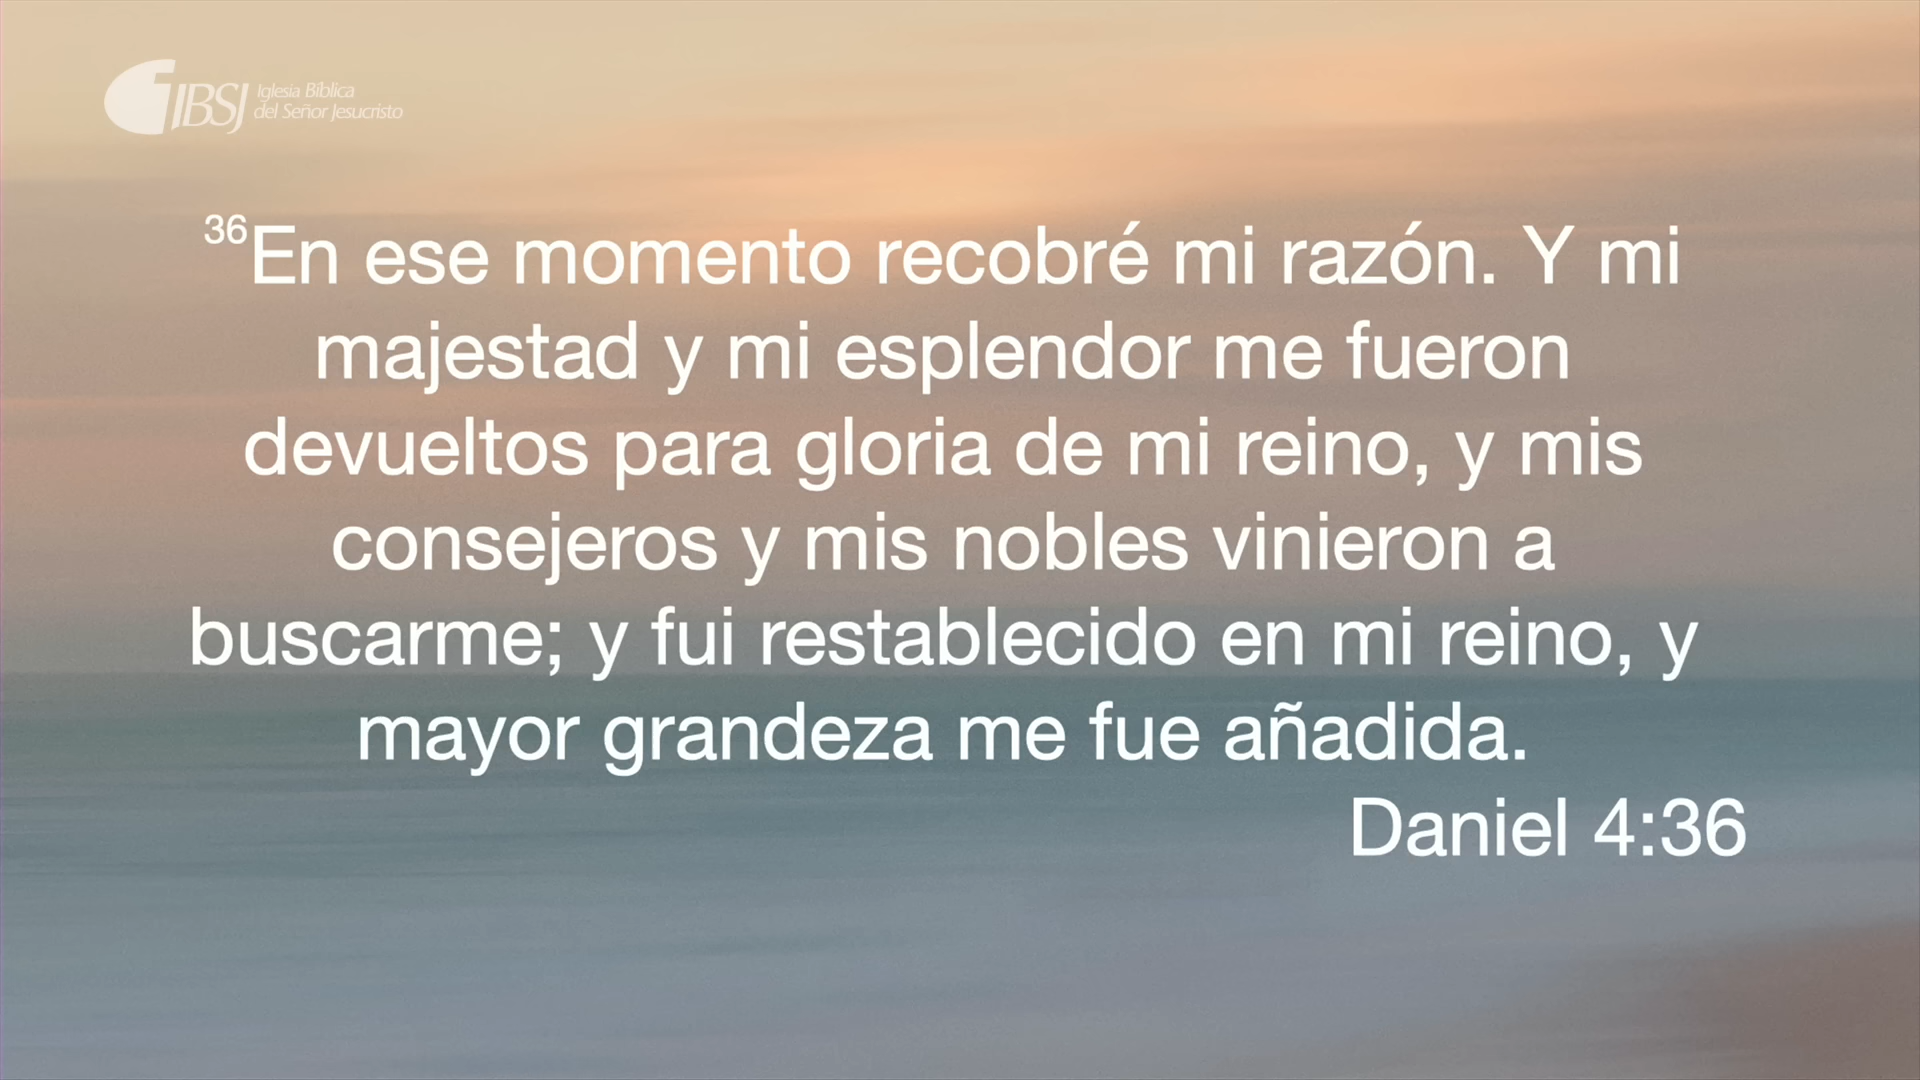 IBSJ
Iglesia Bíblica
del Señor Jesucristo
36En ese momento recobré mi razón. Y mi
majestad y mi esplendor me fueron
devueltos para gloria de mi reino, y mis
consejeros y mis nobles vinieron a
buscarme; y fui restablecido en mi reino, y
mayor grandeza me fue añadida.
Daniel 4:36